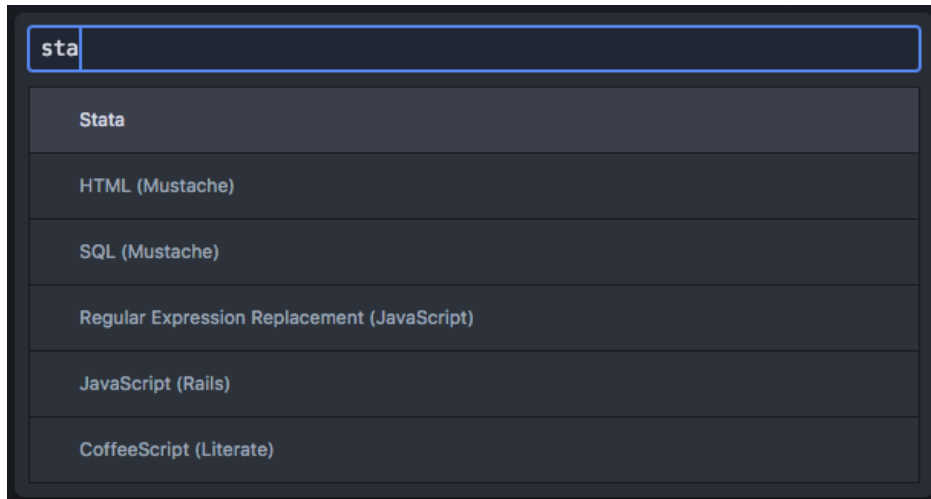 sta
Stata
HTML (Mustache)
SQL (Mustache)
Regular Expression Replacement (JavaScript)
JavaScript (Rails)
CoffeeScript (Literate)